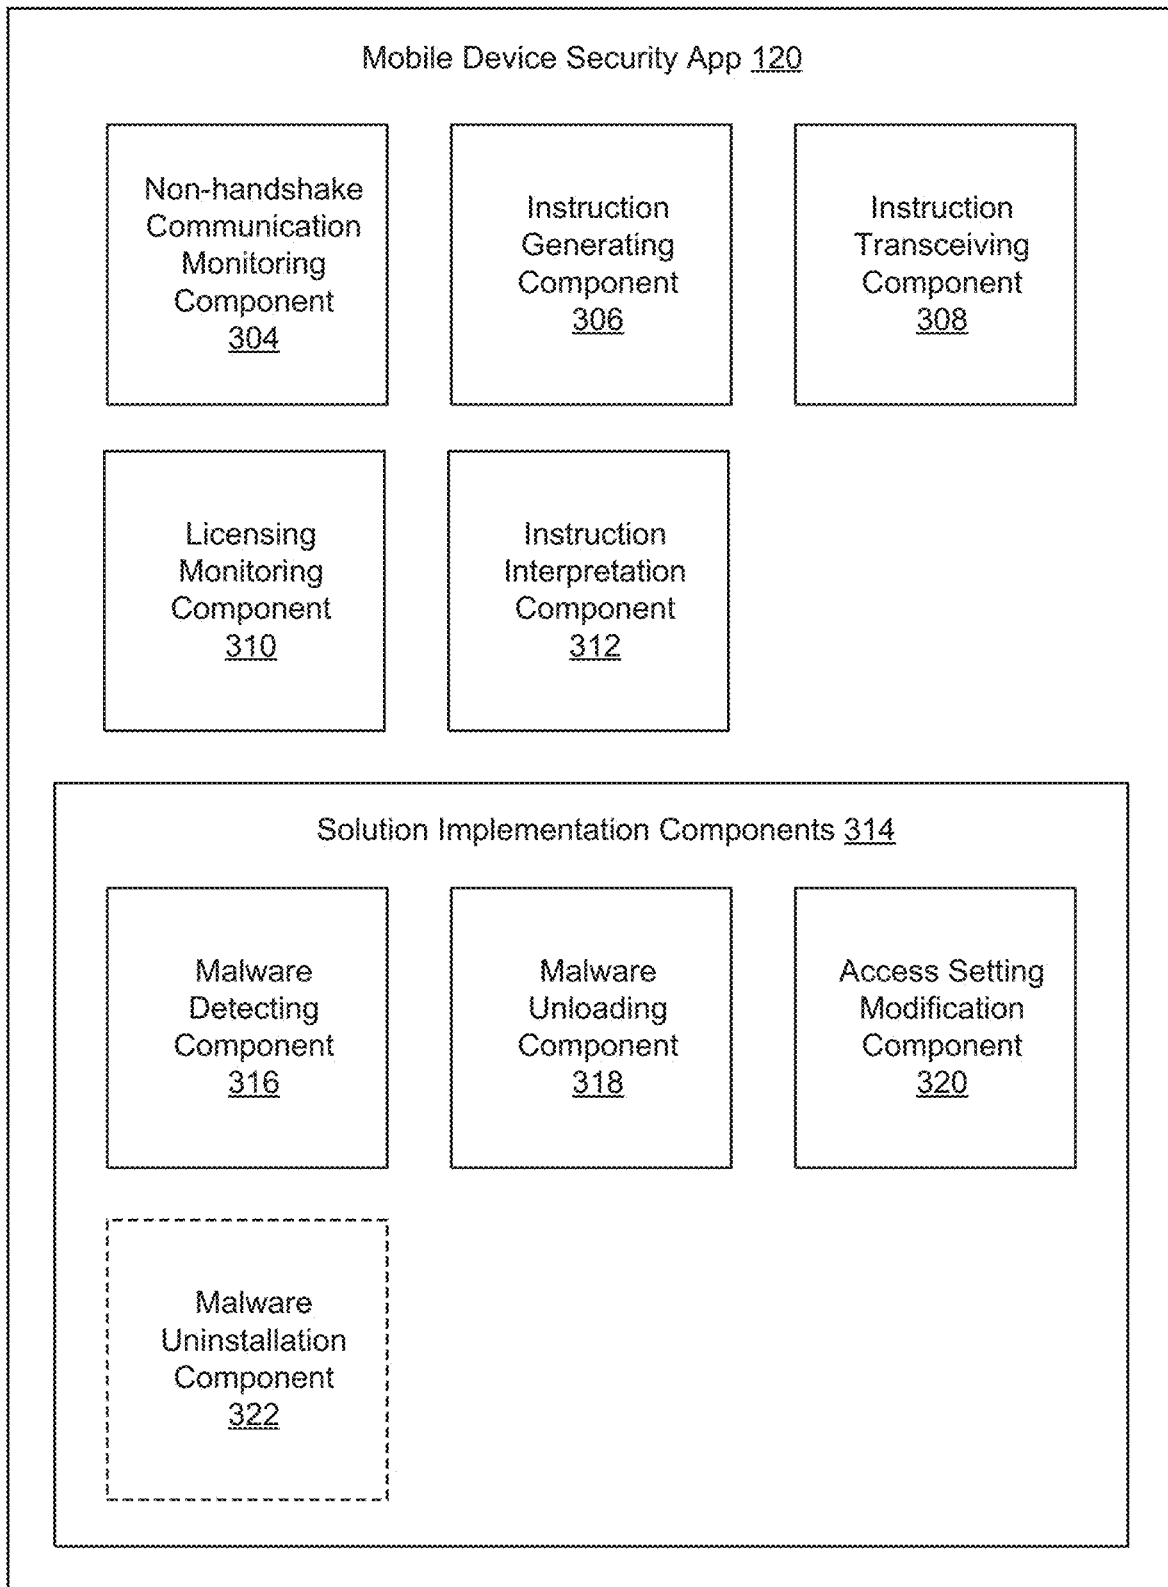 Mobile Device Security App 120
Non-handshake
Communication
Monitoring
Component
304
Instruction
Generating
Component
306
Instruction
Transceiving
Component
308
Licensing
Monitoring
Component
310
Instruction
Interpretation
Component
312
Solution Implementation Components 314
Malware
Detecting
Component
316
Malware
Unloading
Component
318
Access Setting
Modification
Component
320
Malware
Uninstallation
Component
322